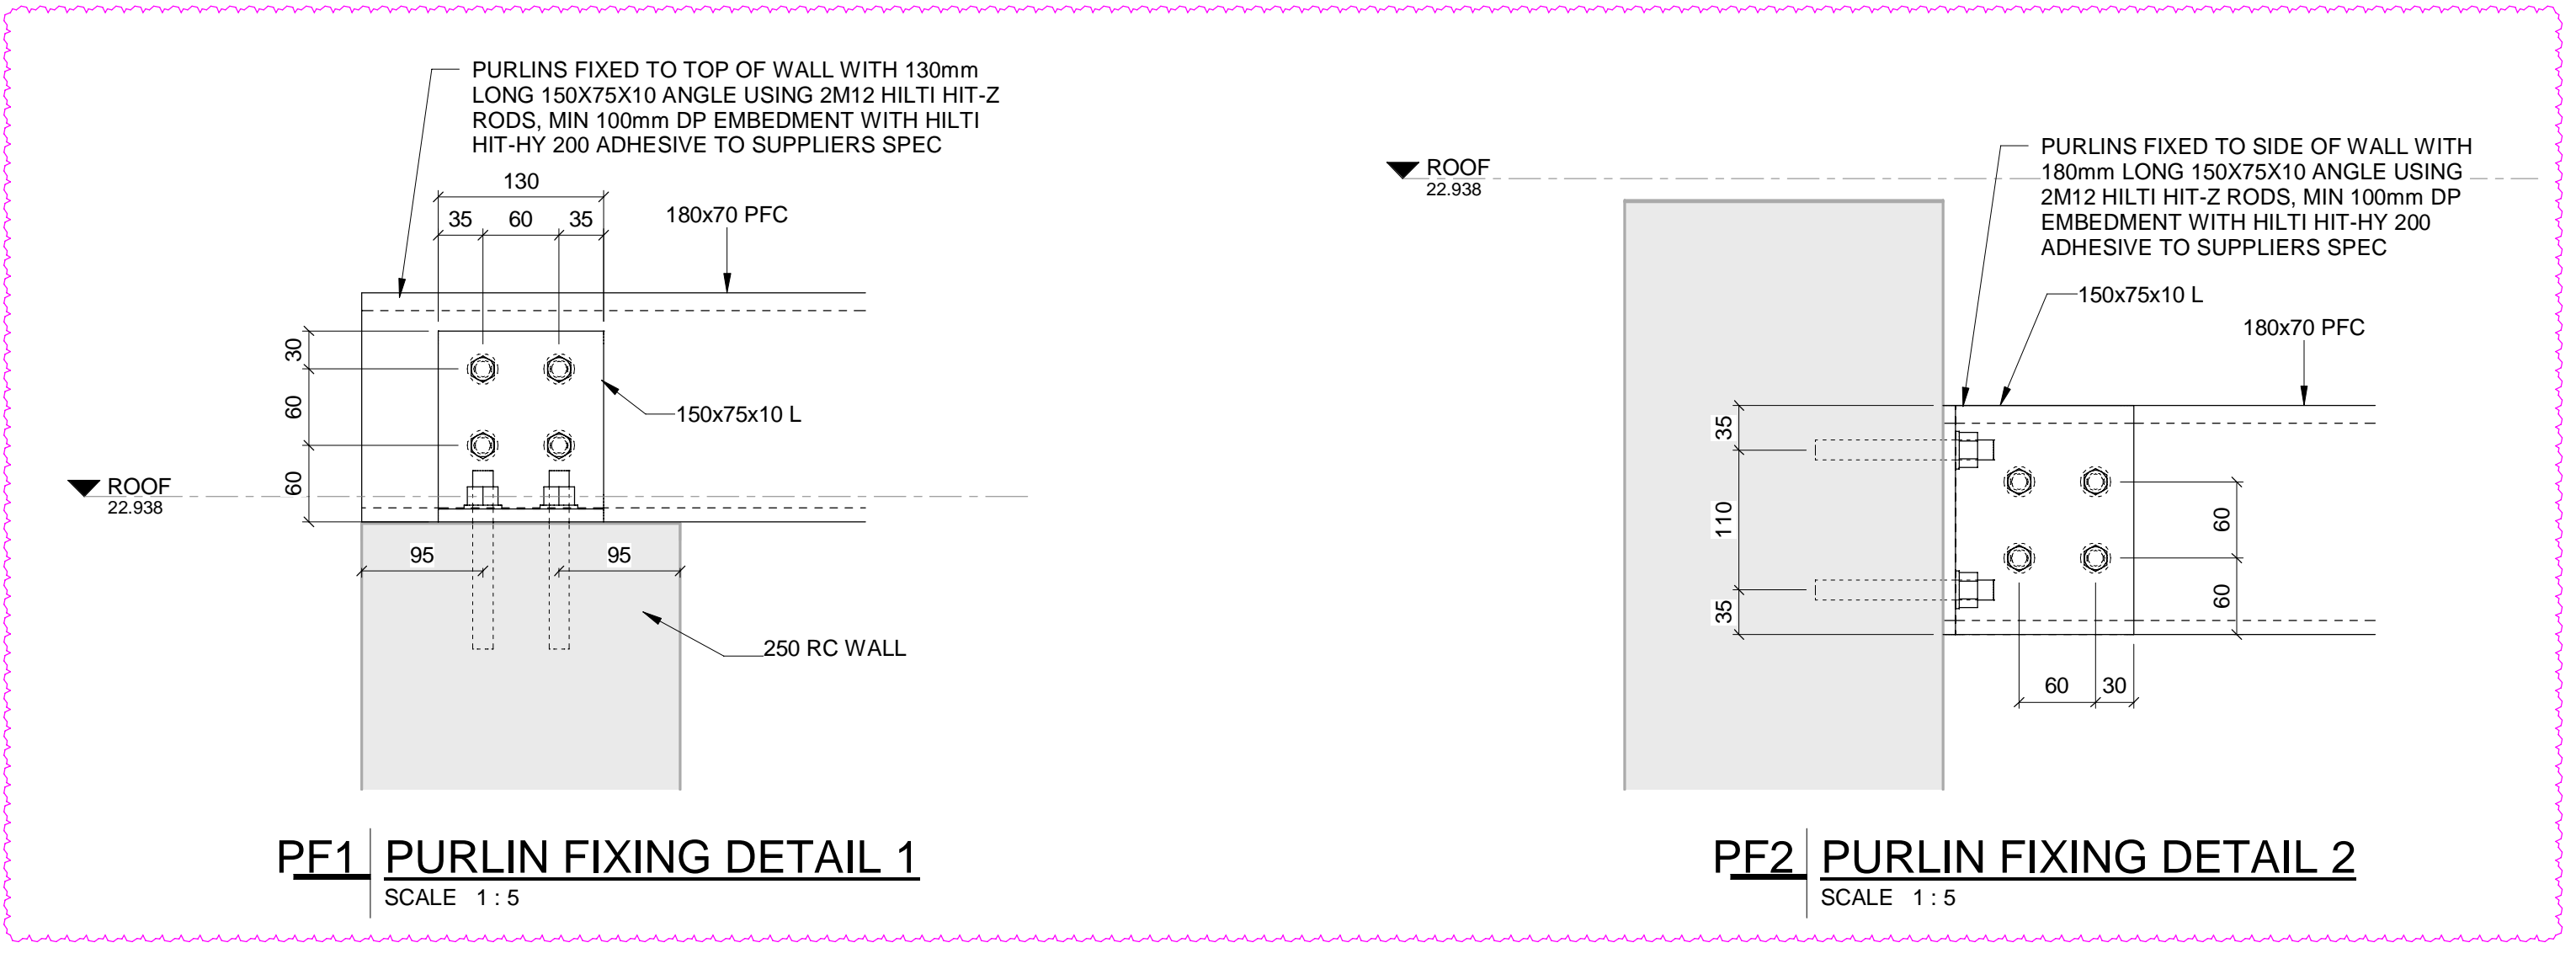 PURLINS FIXED TO TOP OF WALL WITH 130mm
LONG 150X75X10 ANGLE USING 2M12 HILTI HIT-Z
RODS, MIN 100mm DP EMBEDMENT WITH HILTI
HIT-HY 200 ADHESIVE TO SUPPLIERS SPEC
130
35
60
35
180x70 PFC
30
60
60
150x75x10 L
ROOF
22.938
95
95
250 RC WALL
PF1
PURLIN FIXING DETAIL 1
SCALE 1 : 5
ROOF
22.938
PURLINS FIXED TO SIDE OF WALL WITH
180mm LONG 150X75X10 ANGLE USING
2M12 HILTI HIT-Z RODS, MIN 100mm DP
EMBEDMENT WITH HILTI HIT-HY 200
ADHESIVE TO SUPPLIERS SPEC
150x75x10 L
180x70 PFC
35
110
35
60
60
60
30
PF2
PURLIN FIXING DETAIL 2
SCALE 1 : 5